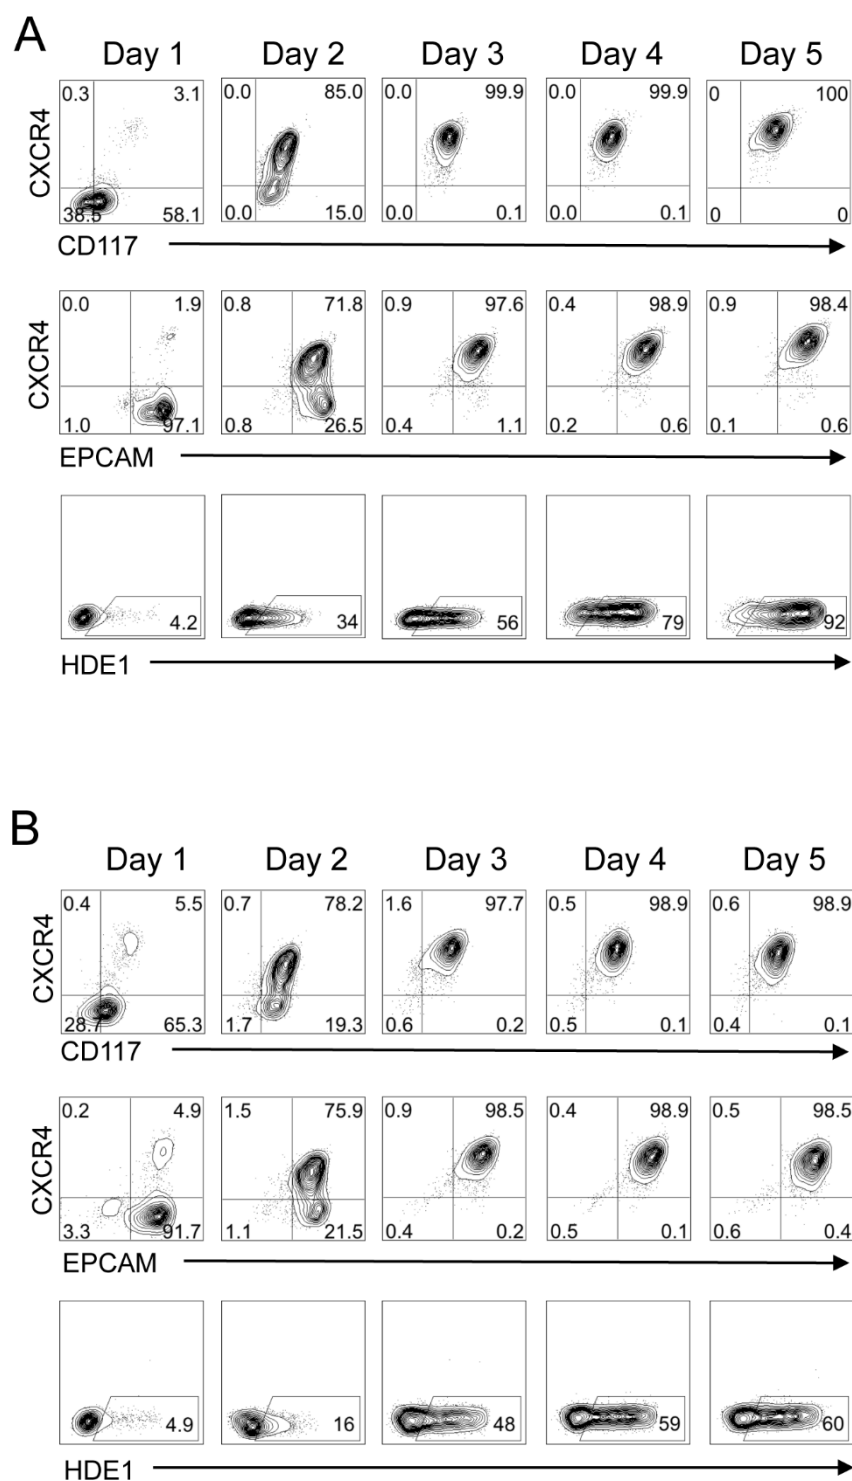 A
Day 1 Day 2 Day 3 Day 4 Day 5
0.3 3.1 0.0 85.0 0.0 99.9 0.0 99.9 0 100
CXCR4
38.5 58.1 0.0 15.0 0.0 0.1 0.0 0.1 0 0
CD117
0.0 1.9 0.8 71.8 0.9 97.6 0.4 98.9 0.9 98.4
CXCR4
1.0 97.1 0.8 26.5 0.4 1.1 0.2 0.6 0.1 0.6
EPCAM
4.2 34 56 79 92
HDE1
B
Day 1 Day 2 Day 3 Day 4 Day 5
0.4 5.5 0.7 78.2 1.6 97.7 0.5 98.9 0.6 98.9
CXCR4
28.7 65.3 1.7 19.3 0.6 0.2 0.5 0.1 0.4 0.1
CD117
0.2 4.9 1.5 75.9 0.9 98.5 0.4 98.9 0.5 98.5
CXCR4
3.3 91.7 1.1 21.5 0.4 0.2 0.5 0.1 0.6 0.4
EPCAM
4.9 16 48 59 60
HDE1